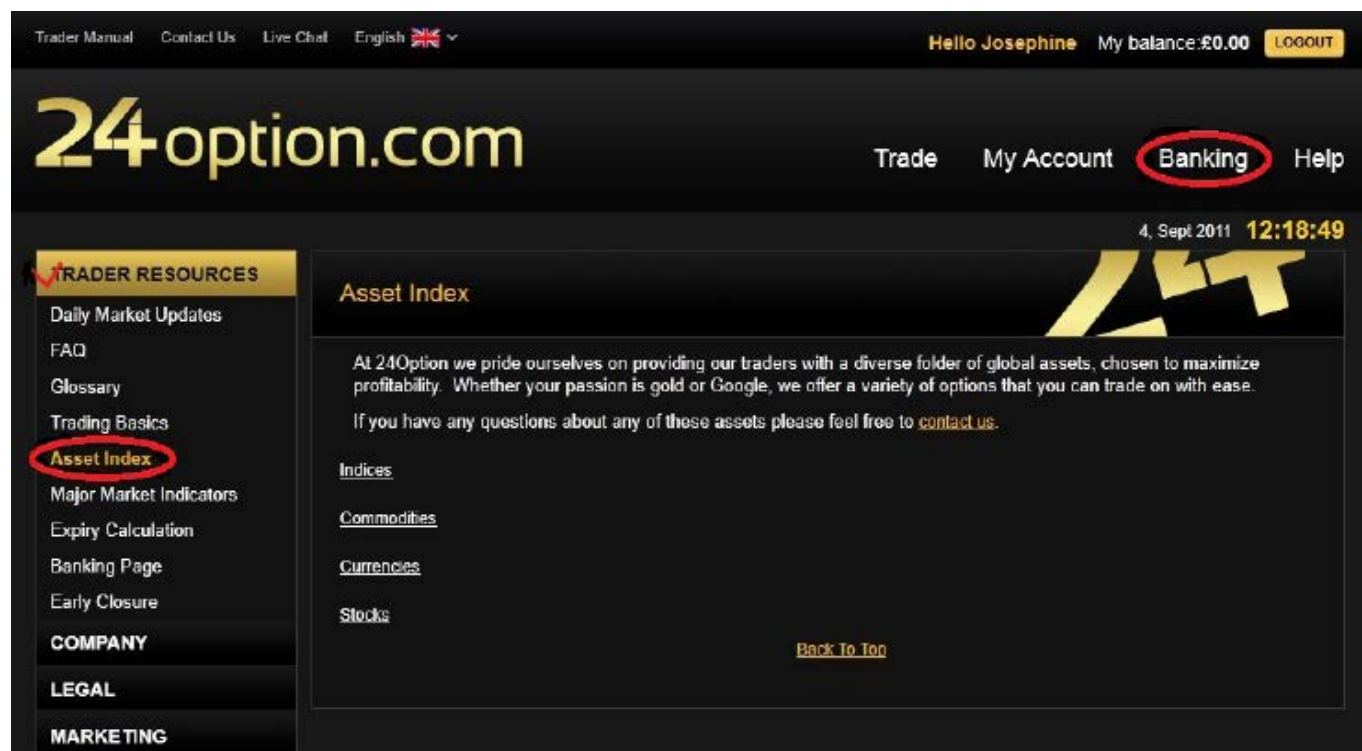 Trader Manual Contact Us Live Chat English
Hello Josephine My balance:£0.00 LOGOUT
24option.com
Trade My Account Banking Help
4, Sept 2011 12:18:49
TRADER RESOURCES
Daily Market Updates
FAQ
Glossary
Trading Basics
Asset Index
Major Market Indicators
Expiry Calculation
Banking Page
Early Closure
COMPANY
LEGAL
MARKETING
Asset Index
24
At 24Option we pride ourselves on providing our traders with a diverse folder of global assets, chosen to maximize
profitability. Whether your passion is gold or Google, we offer a variety of options that you can trade on with ease.
If you have any questions about any of these assets please feel free to contact us.
Indices
Commodities
Currencies
Stocks
Back To Top